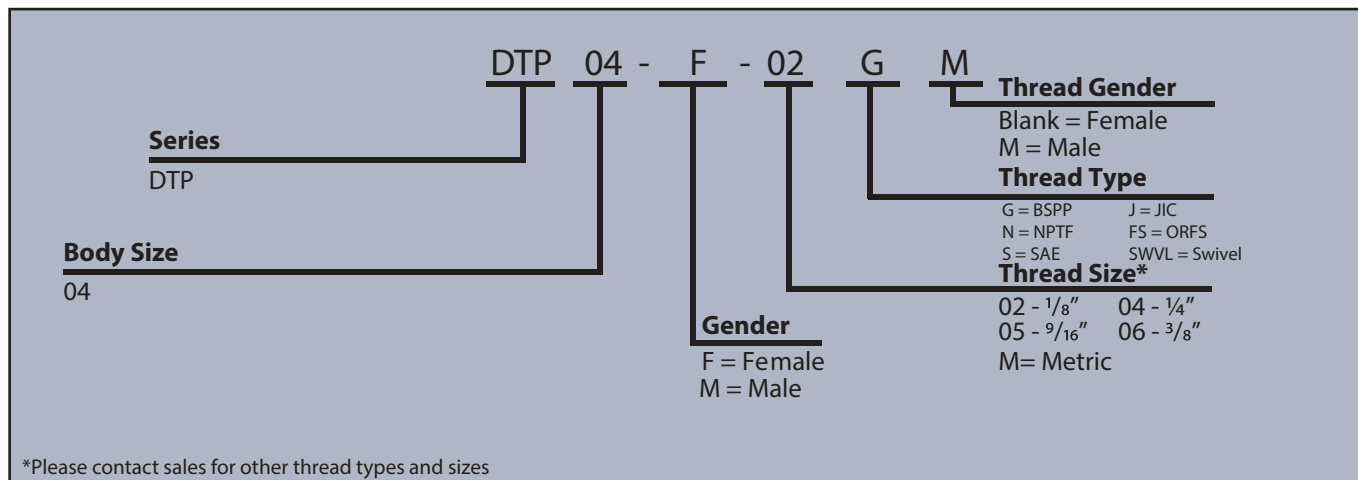 DTP 04 - F - 02 G M
Thread Gender
Blank = Female
M = Male
Series
DTP
Thread Type
G = BSPP J = JIC
N = NPTF FS = ORFS
S = SAE SWVL = Swivel
Body Size
04
Thread Size*
02 - 1/8” 04 - ¼”
05 - 9/16” 06 - 3/8”
M= Metric
Gender
F = Female
M = Male
*Please contact sales for other thread types and sizes